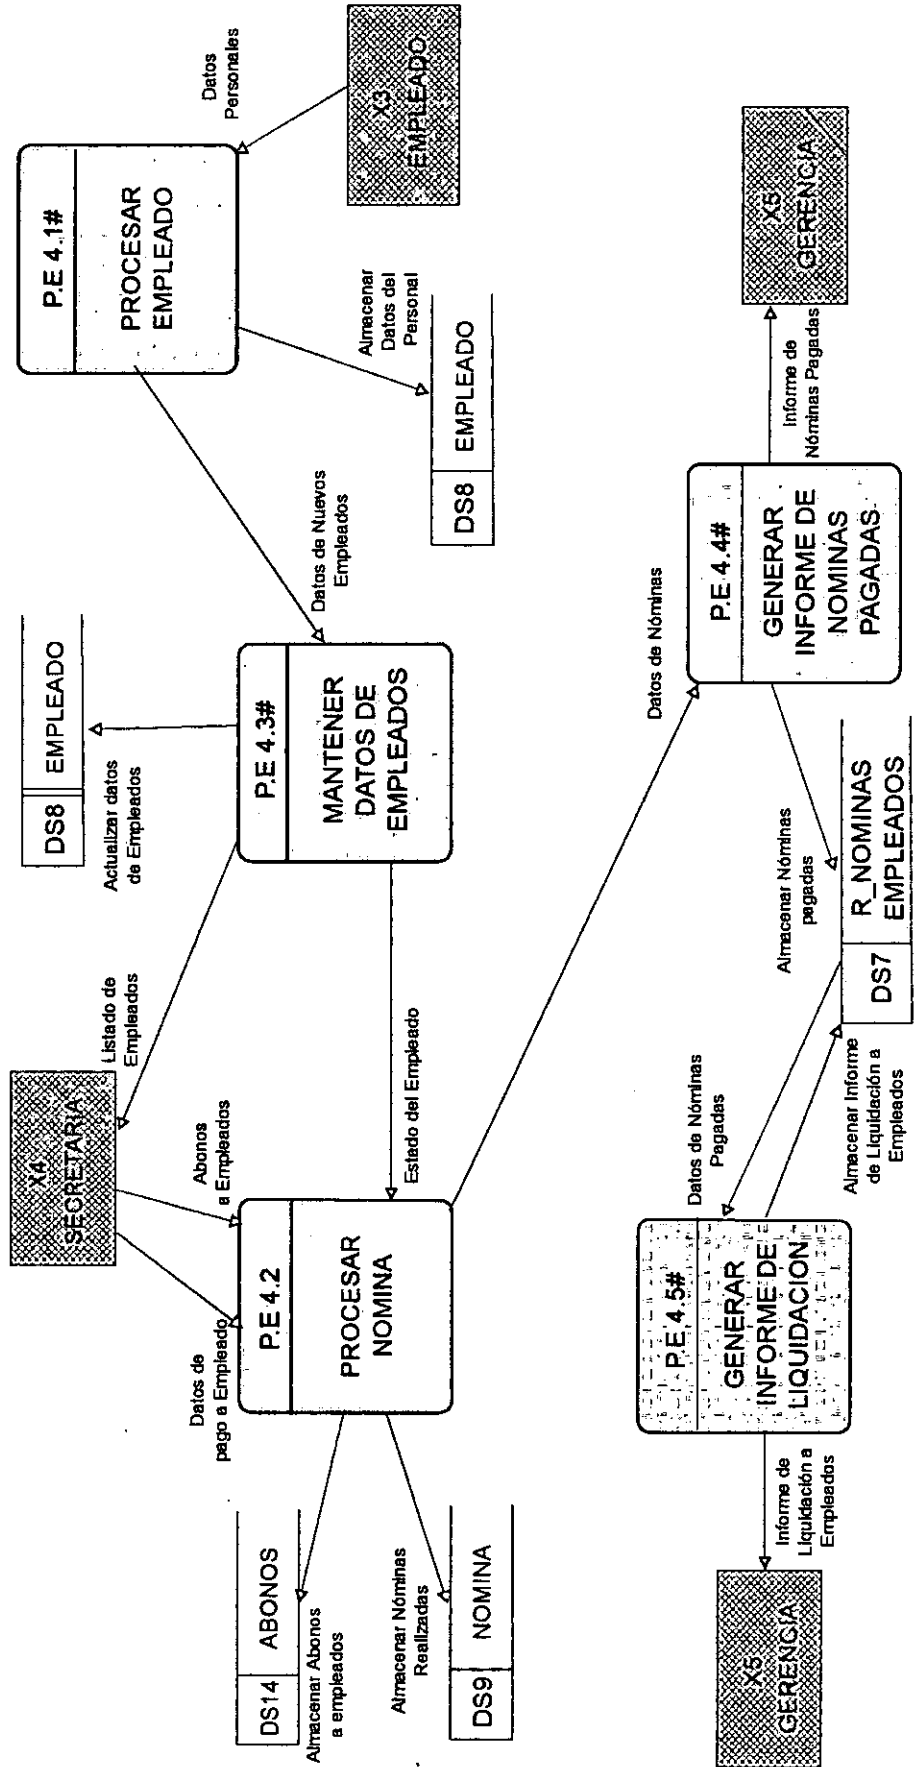 DS14
ABONOS
Almacenar Abonos
a empleados
Almacenar Nóminas
Realizadas
DS9
NOMINA
Datos de
pago a Empleado
P.E 4.2
PROCESAR
NOMINA
X4
SECRETARIA
Abonos
a Empleados
Listado de
Empleados
Estado del Empleado
DS8
EMPLEADO
Actualizar datos
de Empleados
P.E 4.3#
MANTENER
DATOS DE
EMPLEADOS
Datos de Nuevos
Empleados
P.E 4.1#
PROCESAR
EMPLEADO
Datos
Personales
X3
EMPLEADO
Almacenar
Datos del
Personal
DS8
EMPLEADO
X5
GERENCIA
Informe de
Liquidación a
Empleados
P.E 4.5#
GENERAR
INFORME DE
LIQUIDACION
Datos de Nóminas
Pagadas
Almacenar Informe
de Liquidación a
Empleados
DS7
R_NOMINAS
EMPLEADOS
Almacenar Nóminas
pagadas
Datos de Nóminas
P.E 4.4#
GENERAR
INFORME DE
NOMINAS
PAGADAS
Informe de
Nóminas Pagadas
X5
GERENCIA